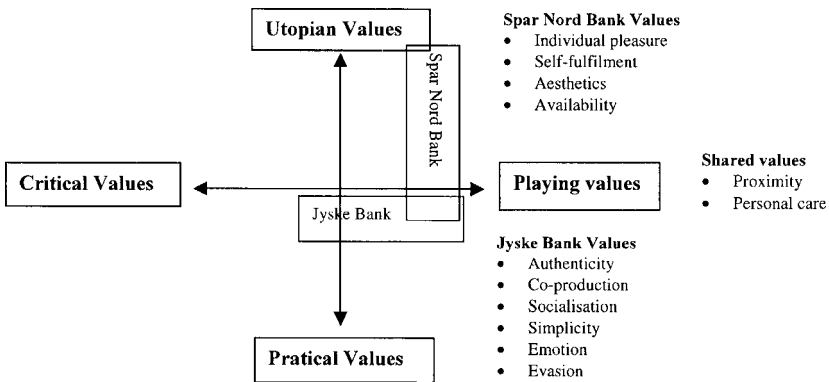 Utopian Values
Spar Nord Bank
Spar Nord Bank Values
• Individual pleasure
• Self-fulfilment
• Aesthetics
• Availability
Critical Values
Playing values
Shared values
• Proximity
• Personal care
Jyske Bank
Jyske Bank Values
• Authenticity
• Co-production
• Socialisation
• Simplicity
• Emotion
• Evasion
Pratical Values